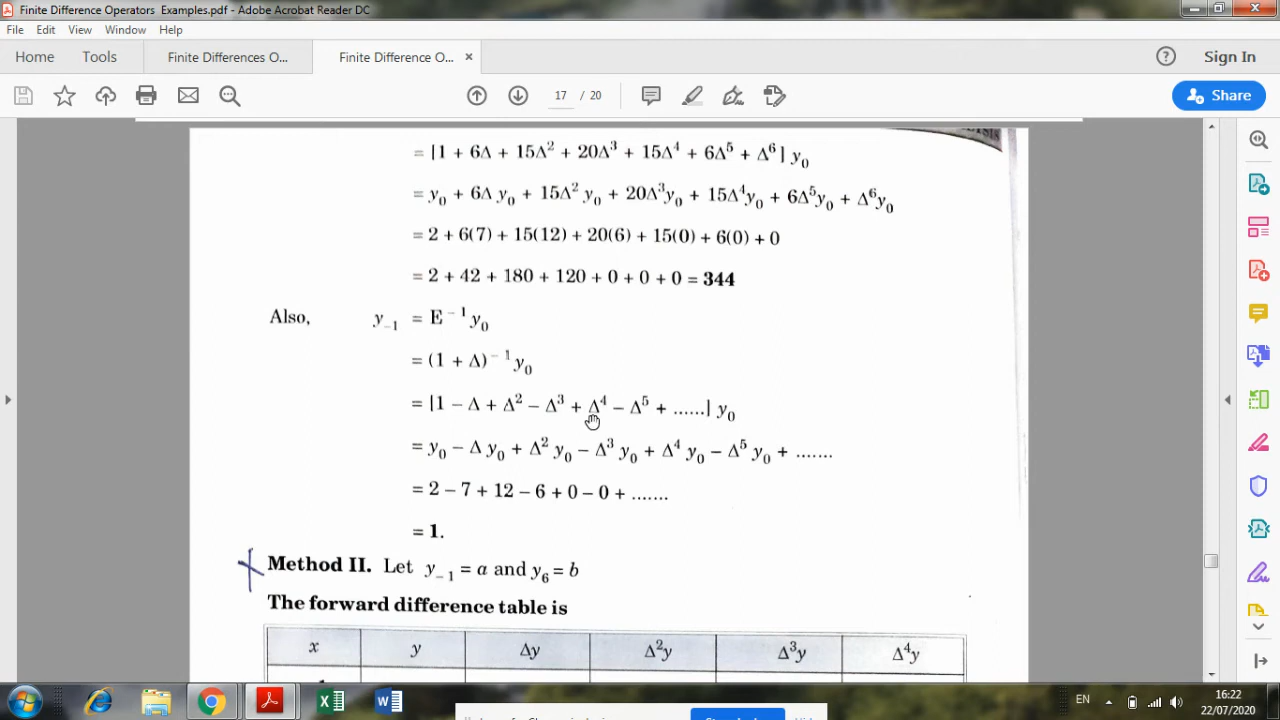 Finite Difference Operators Examples.pdf - Adobe Acrobat Reader DC
File Edit View Window Help
Home Tools Finite Differences O... Finite Difference O... × ? Sign In
17 / 20 Share
= [1 + 6Δ + 15Δ² + 20Δ³ + 15Δ⁴ + 6Δ⁵ + Δ⁶] y₀
= y₀ + 6Δ y₀ + 15Δ² y₀ + 20Δ³y₀ + 15Δ⁴y₀ + 6Δ⁵y₀ + Δ⁶y₀
= 2 + 6(7) + 15(12) + 20(6) + 15(0) + 6(0) + 0
= 2 + 42 + 180 + 120 + 0 + 0 + 0 = 344
Also, y₋₁ = E⁻¹ y₀
= (1 + Δ)⁻¹ y₀
= [1 − Δ + Δ² − Δ³ + Δ⁴ − Δ⁵ + ......] y₀
= y₀ − Δ y₀ + Δ² y₀ − Δ³ y₀ + Δ⁴ y₀ − Δ⁵ y₀ + .......
= 2 − 7 + 12 − 6 + 0 − 0 + .......
= 1.
Method II. Let y₋₁ = a and y₆ = b
The forward difference table is
x y Δy Δ²y Δ³y Δ⁴y
EN 16:22
22/07/2020